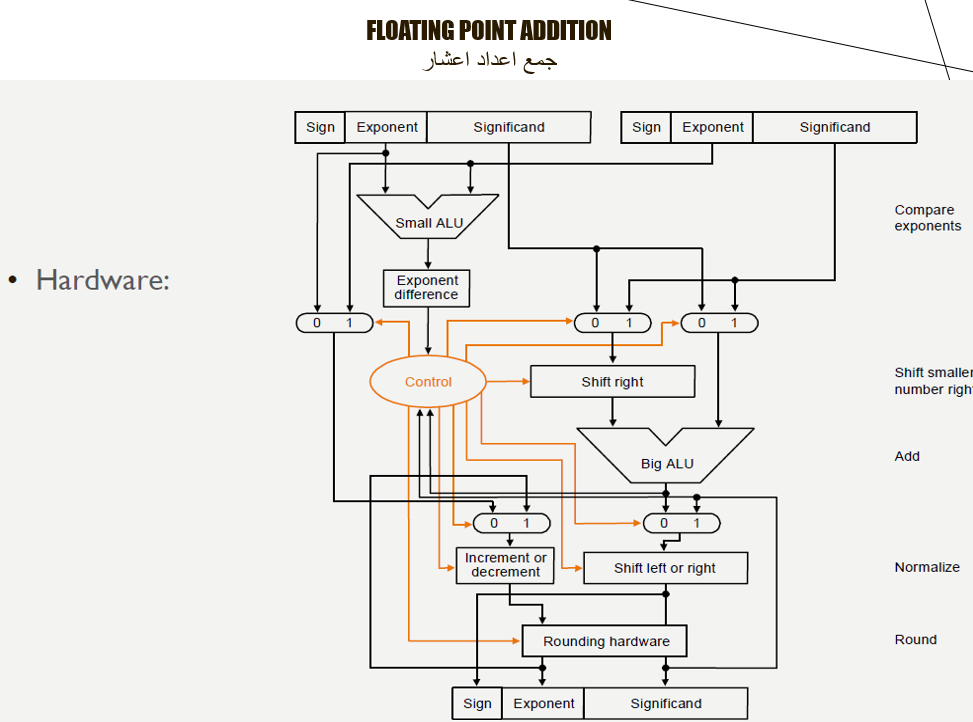 FLOATING POINT ADDITION
جمع اعداد اعشار
Sign Exponent Significand Sign Exponent Significand
Small ALU
Compare
exponents
• Hardware:
Exponent
difference
0 1 0 1 0 1
Control
Shift right
Shift smaller
number right
Big ALU
Add
0 1 0 1
Increment or
decrement
Shift left or right
Normalize
Rounding hardware
Round
Sign Exponent Significand